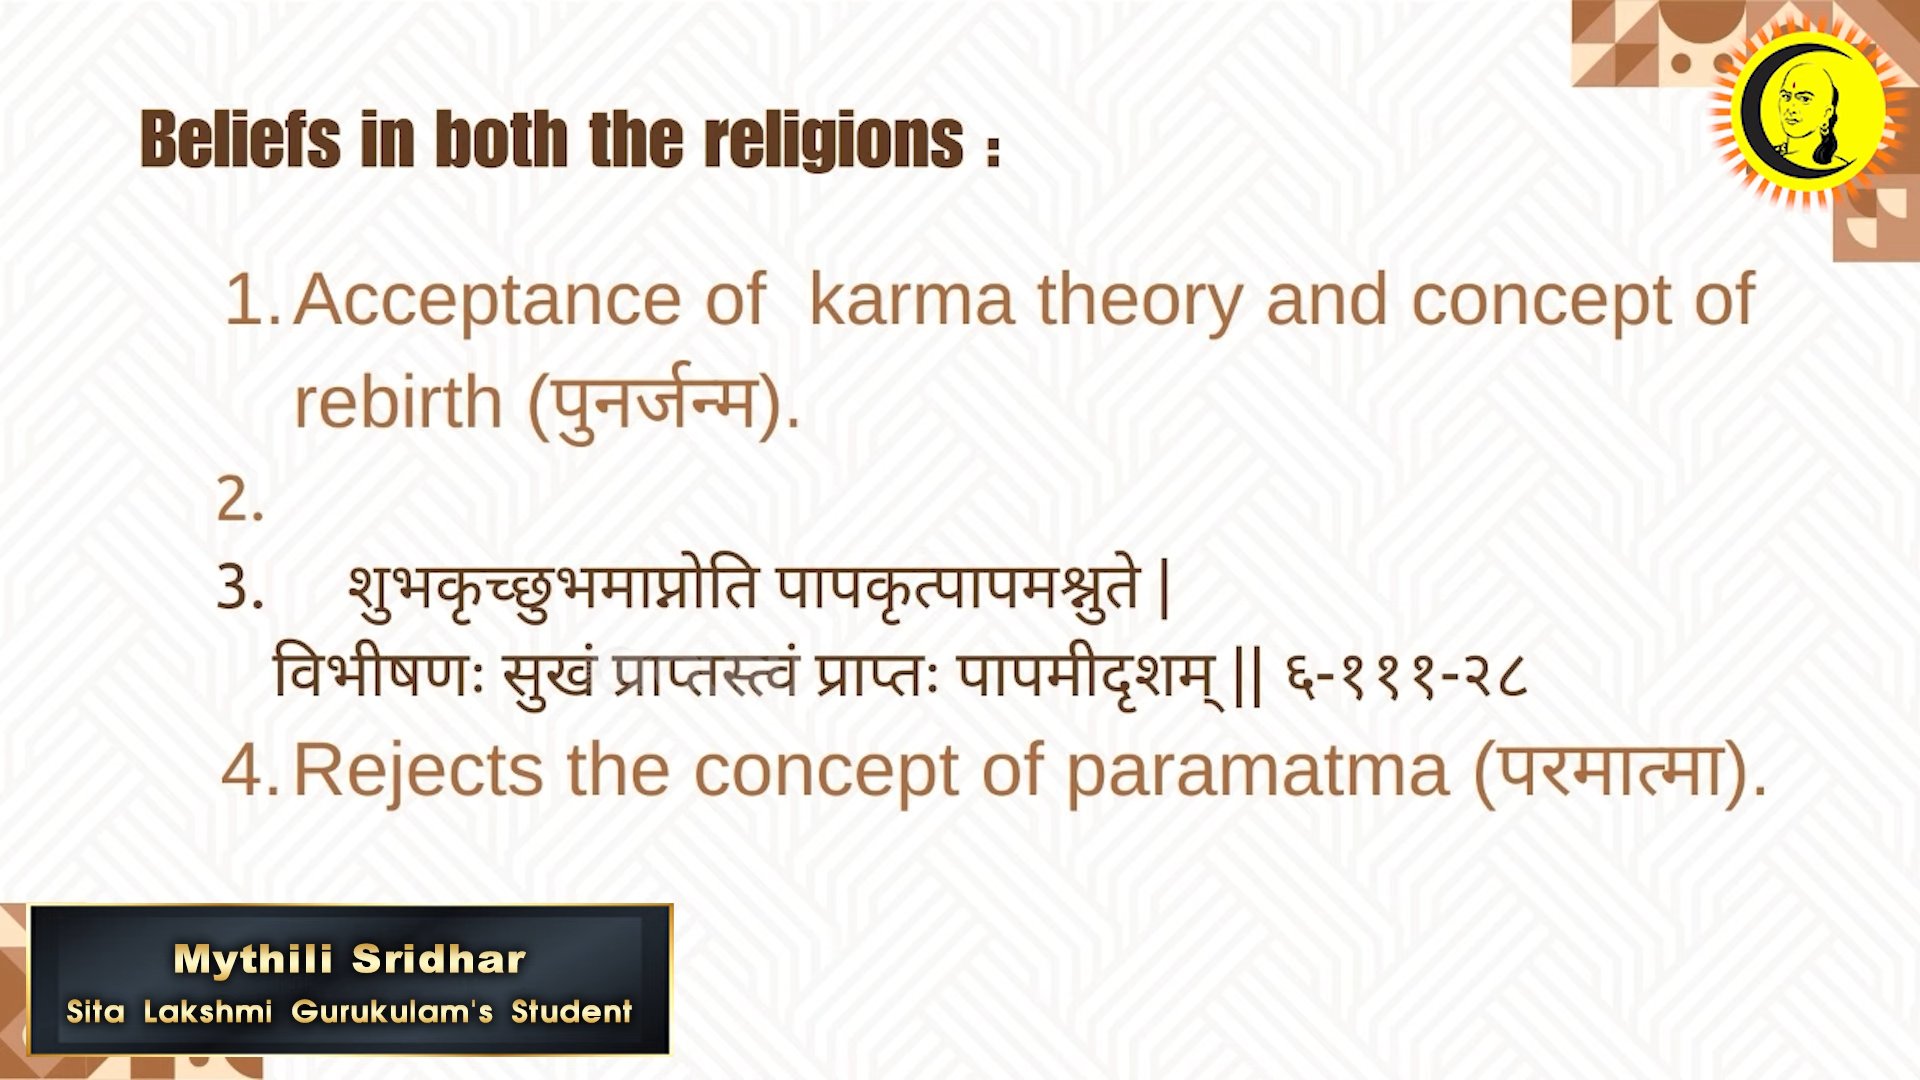 Beliefs in both the religions :
1. Acceptance of karma theory and concept of
rebirth (पुनर्जन्म).
2.
3. शुभकृच्छुभमाप्नोति पापकृत्पापमश्नुते |
विभीषणः सुखं प्राप्तस्त्वं प्राप्तः पापमीदृशम् || ६-१११-२८
4. Rejects the concept of paramatma (परमात्मा).
Mythili Sridhar
Sita Lakshmi Gurukulam's Student